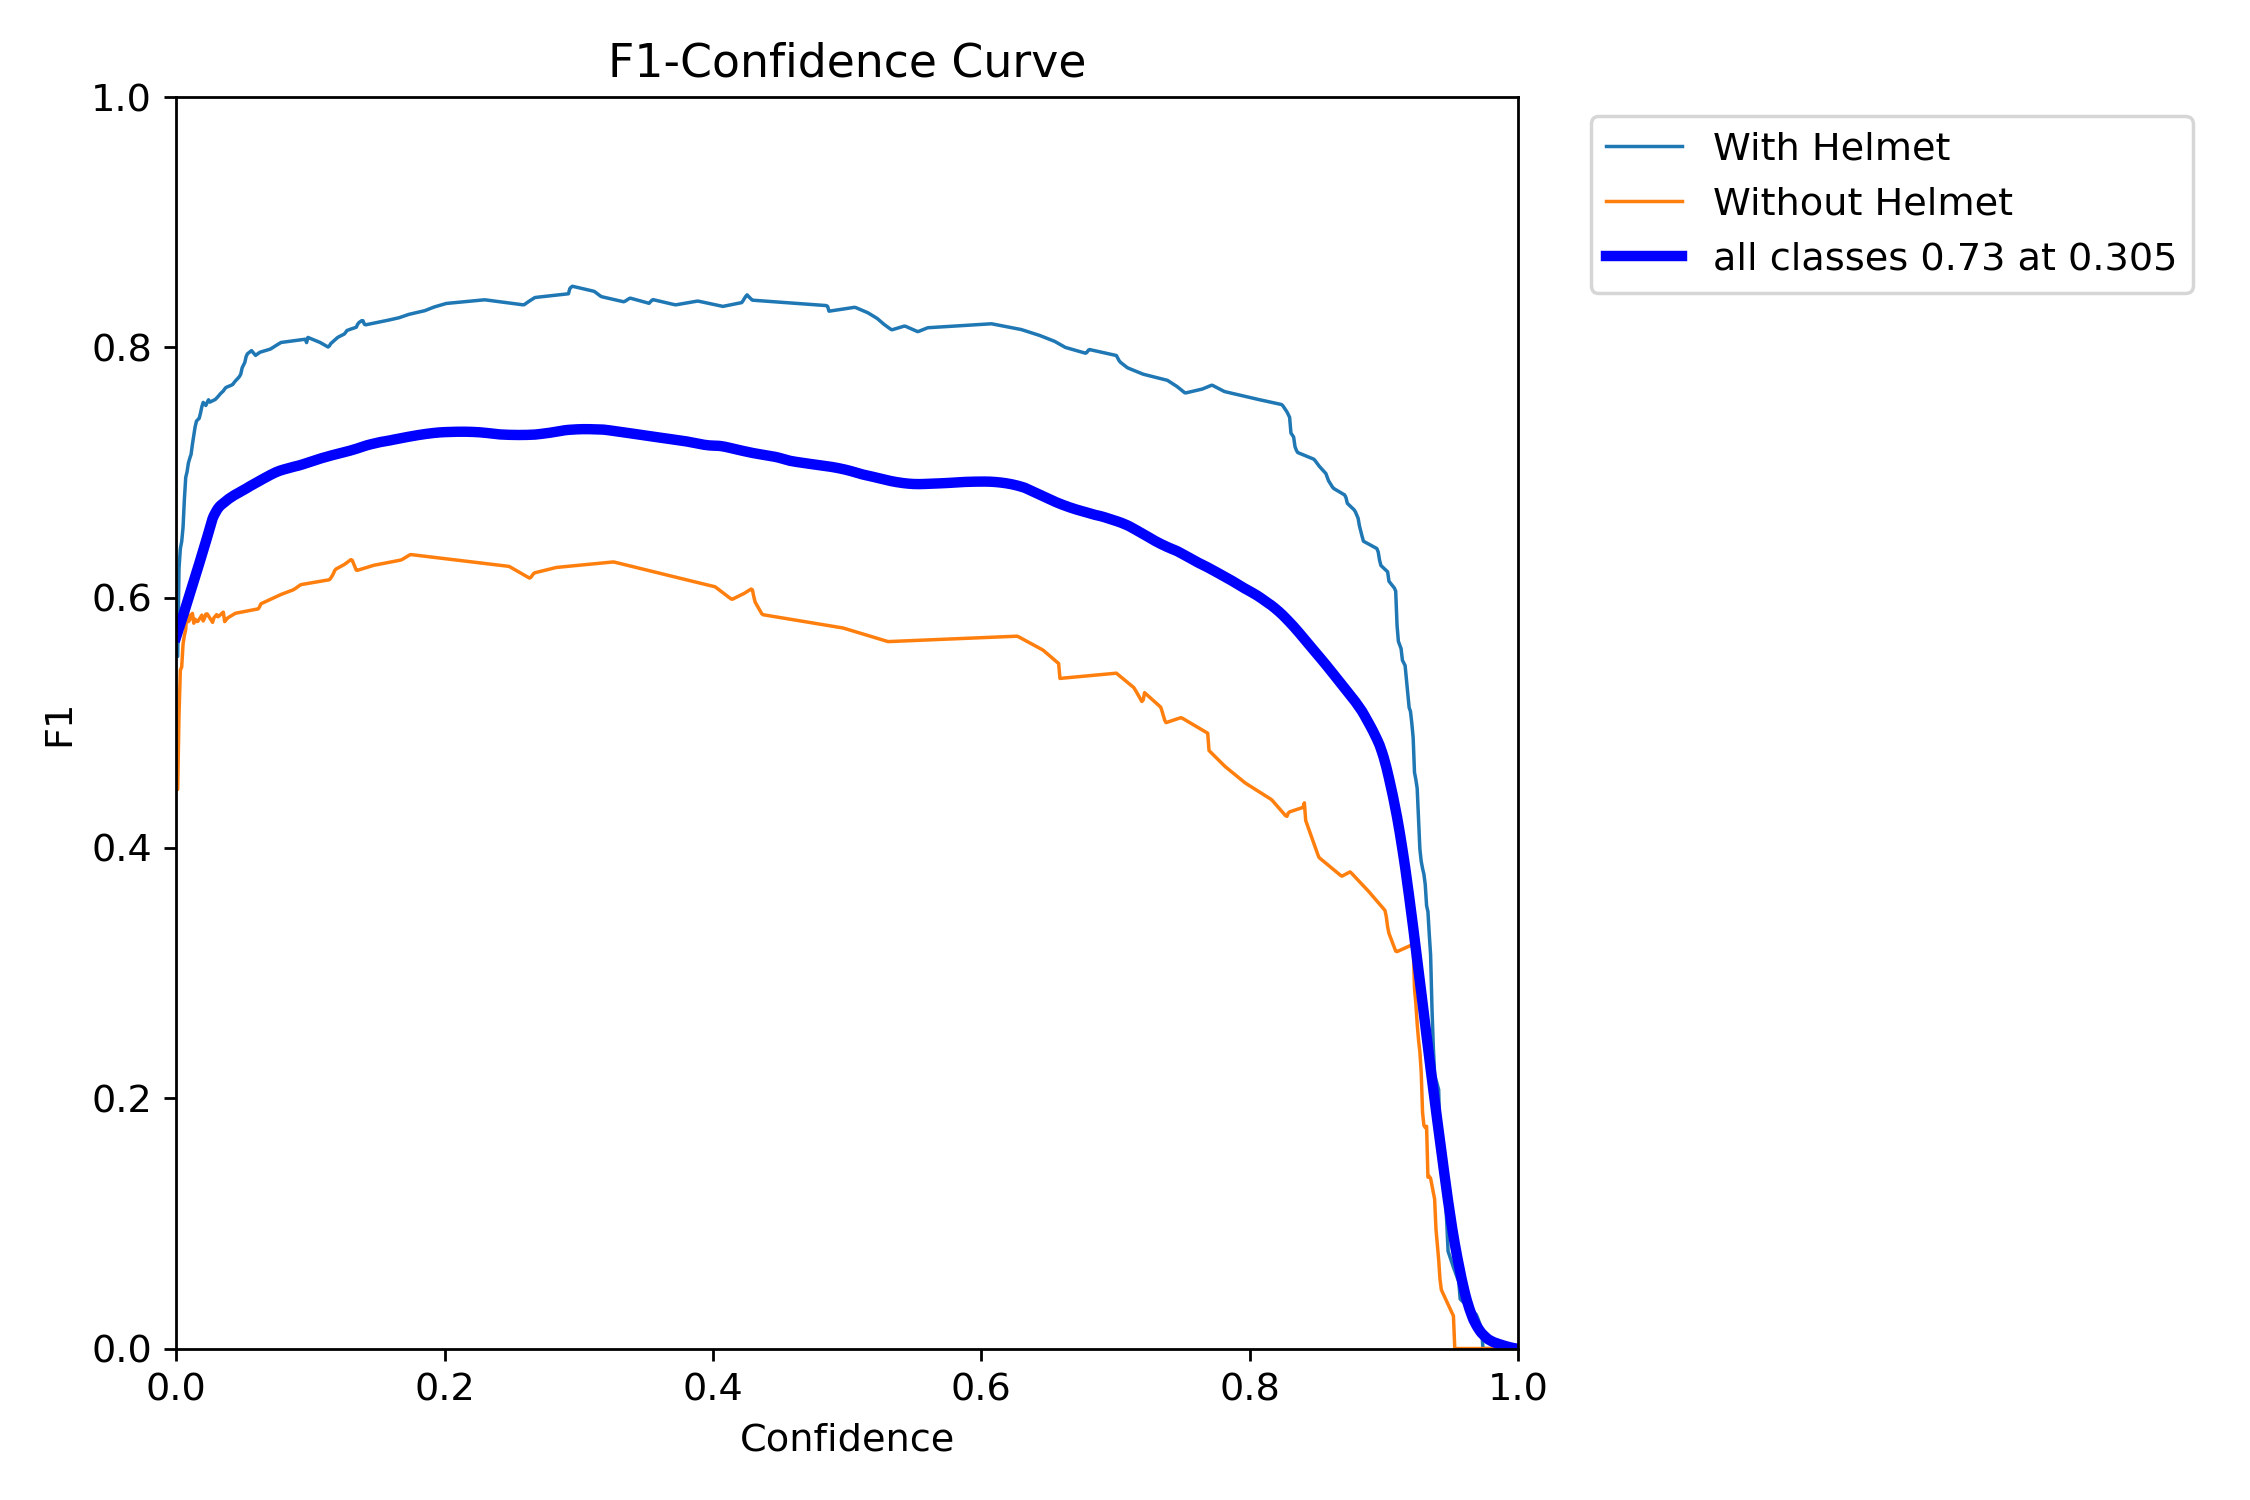 F1-Confidence Curve
1.0
0.8
0.6
0.4
0.2
0.0
F1
0.0 0.2 0.4 0.6 0.8 1.0
Confidence
With Helmet
Without Helmet
all classes 0.73 at 0.305